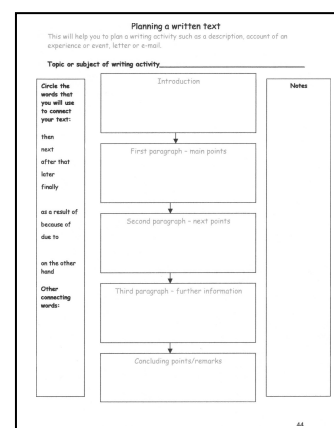 Planning a written text
This will help you to plan a writing activity such as a description, account of an
experience or event, letter or e-mail.
Topic or subject of writing activity
Circle the
words that
you will use
to connect
your text:
then
next
after that
later
finally
as a result of
because of
due to
on the other
hand
Other
connecting
words:
Introduction
First paragraph – main points
Second paragraph – next points
Third paragraph – further information
Concluding points/remarks
Notes
44